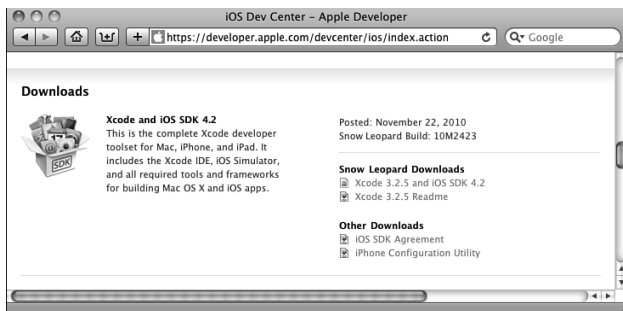 iOS Dev Center – Apple Developer
https://developer.apple.com/devcenter/ios/index.action
Google
Downloads
Xcode and iOS SDK 4.2
This is the complete Xcode developer
toolset for Mac, iPhone, and iPad. It
includes the Xcode IDE, iOS Simulator,
and all required tools and frameworks
for building Mac OS X and iOS apps.
SDK
Posted: November 22, 2010
Snow Leopard Build: 10M2423
Snow Leopard Downloads
Xcode 3.2.5 and iOS SDK 4.2
Xcode 3.2.5 Readme
Other Downloads
iOS SDK Agreement
iPhone Configuration Utility